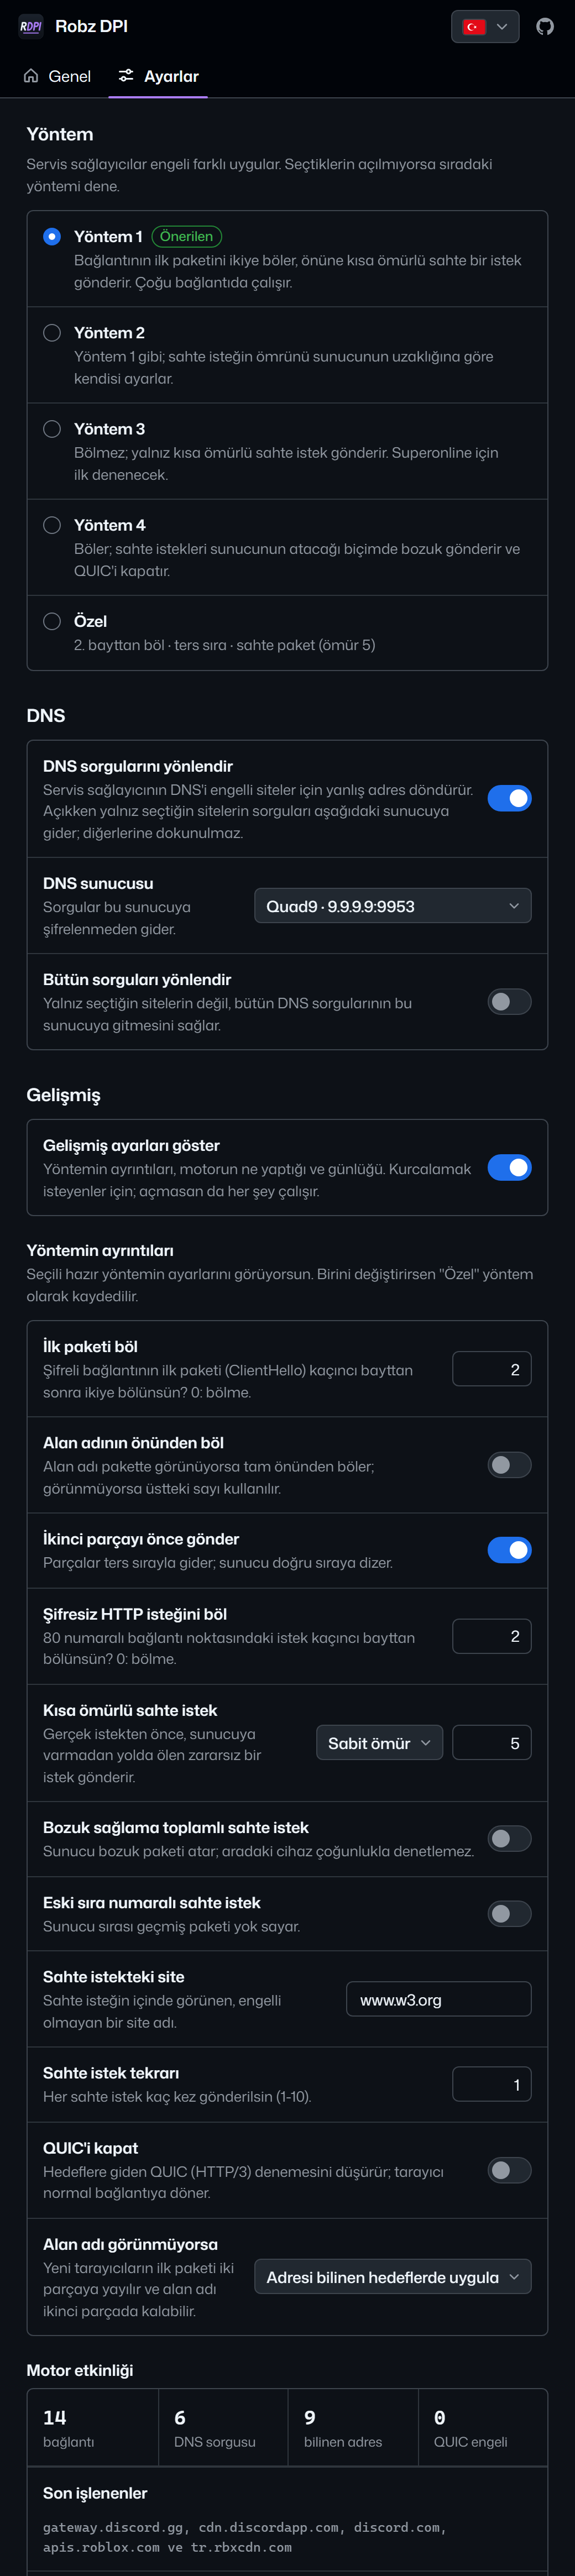 RDPI Robz DPI
Genel Ayarlar
Yöntem
Servis sağlayıcılar engeli farklı uygular. Seçtiklerin açılmıyorsa sıradaki
yöntemi dene.
Yöntem 1 Önerilen
Bağlantının ilk paketini ikiye böler, önüne kısa ömürlü sahte bir istek
gönderir. Çoğu bağlantıda çalışır.
Yöntem 2
Yöntem 1 gibi; sahte isteğin ömrünü sunucunun uzaklığına göre
kendisi ayarlar.
Yöntem 3
Bölmez; yalnız kısa ömürlü sahte istek gönderir. Superonline için
ilk denenecek.
Yöntem 4
Böler; sahte istekleri sunucunun atacağı biçimde bozuk gönderir ve
QUIC'i kapatır.
Özel
2. bayttan böl · ters sıra · sahte paket (ömür 5)
DNS
DNS sorgularını yönlendir
Servis sağlayıcının DNS'i engelli siteler için yanlış adres döndürür.
Açıkken yalnız seçtiğin sitelerin sorguları aşağıdaki sunucuya
gider; diğerlerine dokunulmaz.
DNS sunucusu
Sorgular bu sunucuya
şifrelenmeden gider.
Quad9 · 9.9.9.9:9953
Bütün sorguları yönlendir
Yalnız seçtiğin sitelerin değil, bütün DNS sorgularının bu
sunucuya gitmesini sağlar.
Gelişmiş
Gelişmiş ayarları göster
Yöntemin ayrıntıları, motorun ne yaptığı ve günlüğü. Kurcalamak
isteyenler için; açmasan da her şey çalışır.
Yöntemin ayrıntıları
Seçili hazır yöntemin ayarlarını görüyorsun. Birini değiştirirsen "Özel" yöntem
olarak kaydedilir.
İlk paketi böl
Şifreli bağlantının ilk paketi (ClientHello) kaçıncı bayttan
sonra ikiye bölünsün? 0: bölme.
2
Alan adının önünden böl
Alan adı pakette görünüyorsa tam önünden böler;
görünmüyorsa üstteki sayı kullanılır.
İkinci parçayı önce gönder
Parçalar ters sırayla gider; sunucu doğru sıraya dizer.
Şifresiz HTTP isteğini böl
80 numaralı bağlantı noktasındaki istek kaçıncı bayttan
bölünsün? 0: bölme.
2
Kısa ömürlü sahte istek
Gerçek istekten önce, sunucuya
varmadan yolda ölen zararsız bir
istek gönderir.
Sabit ömür 5
Bozuk sağlama toplamlı sahte istek
Sunucu bozuk paketi atar; aradaki cihaz çoğunlukla denetlemez.
Eski sıra numaralı sahte istek
Sunucu sırası geçmiş paketi yok sayar.
Sahte istekteki site
Sahte isteğin içinde görünen, engelli
olmayan bir site adı.
www.w3.org
Sahte istek tekrarı
Her sahte istek kaç kez gönderilsin (1-10).
1
QUIC'i kapat
Hedeflere giden QUIC (HTTP/3) denemesini düşürür; tarayıcı
normal bağlantıya döner.
Alan adı görünmüyorsa
Yeni tarayıcıların ilk paketi iki
parçaya yayılır ve alan adı
ikinci parçada kalabilir.
Adresi bilinen hedeflerde uygula
Motor etkinliği
14 6 9 0
bağlantı DNS sorgusu bilinen adres QUIC engeli
Son işlenenler
gateway.discord.gg, cdn.discordapp.com, discord.com,
apis.roblox.com ve tr.rbxcdn.com